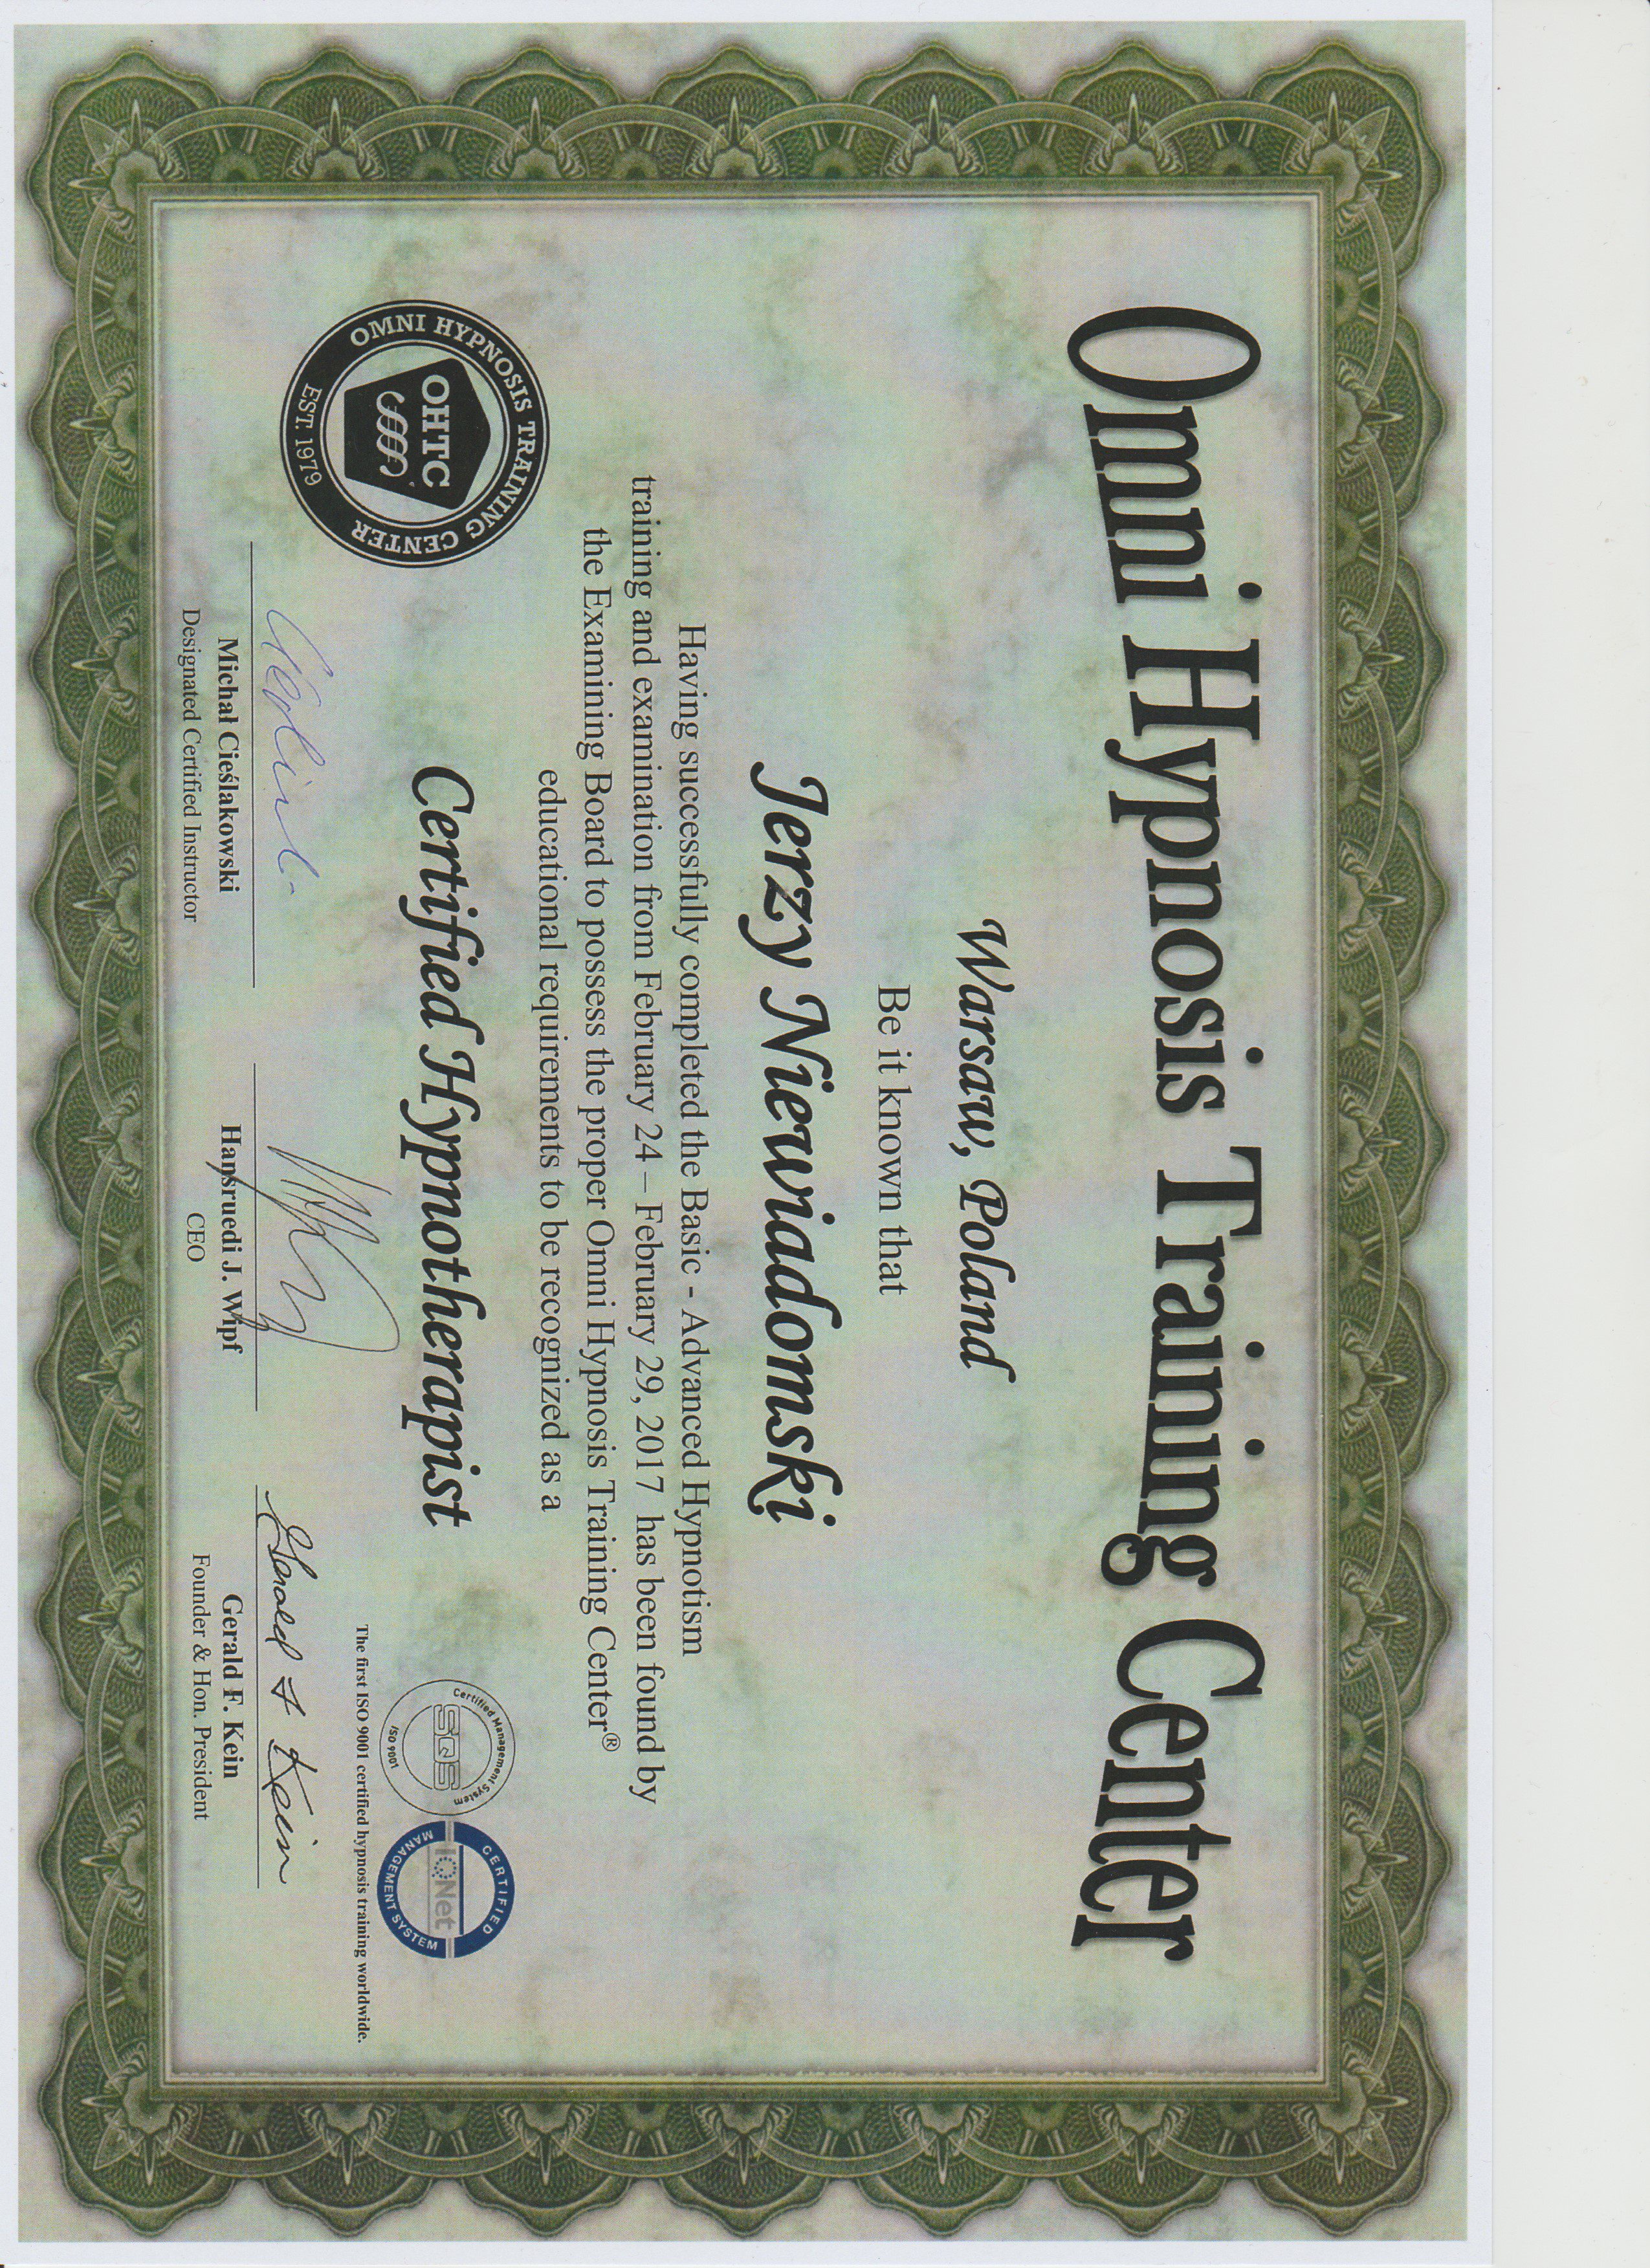 Omni Hypnosis Training Center
Warsaw, Poland
Be it known that
Jerzy Niewiadomski
Having successfully completed the Basic - Advanced Hypnotism
training and examination from February 24 – February 29, 2017 has been found by
the Examining Board to possess the proper Omni Hypnosis Training Center®
educational requirements to be recognized as a
Certified Hypnotherapist
OMNI HYPNOSIS TRAINING CENTER
OHTC
EST. 1979
Certified Management System
SQS
ISO 9001
CERTIFIED
IQNet
MANAGEMENT SYSTEM
The first ISO 9001 certified hypnosis training worldwide.
Gerald F Kein
Michał Cieślakowski
Designated Certified Instructor
Hansruedi J. Wipf
CEO
Gerald F. Kein
Founder & Hon. President